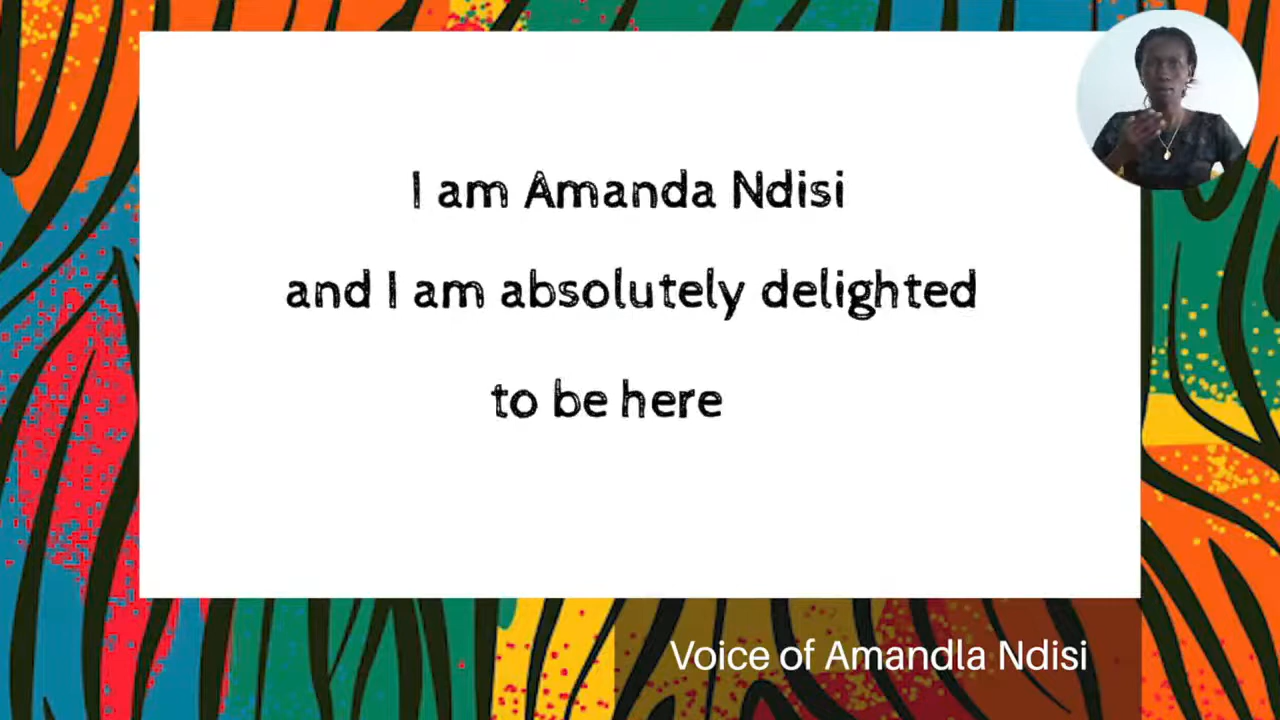 I am Amanda Ndisi
and I am absolutely delighted
to be here
Voice of Amandla Ndisi